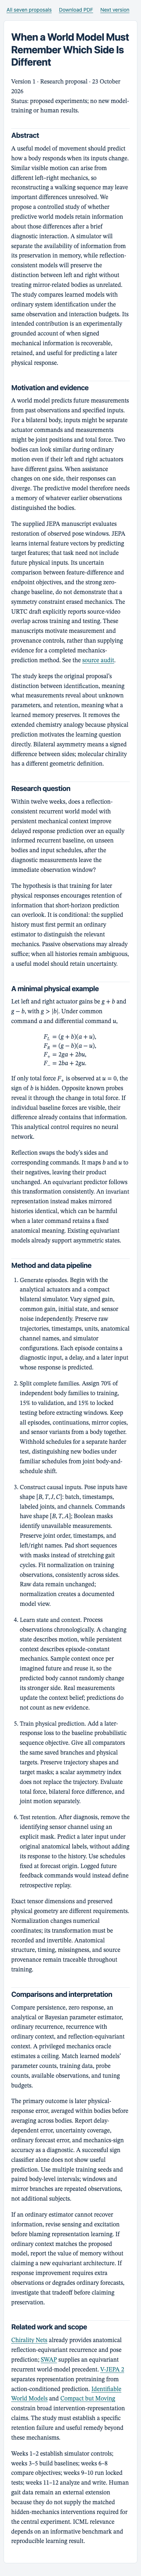 All seven proposals Download PDF Next version
When a World Model Must
Remember Which Side Is
Different
Version 1 · Research proposal · 23 October
2026
Status: proposed experiments; no new model-
training or human results.
Abstract
A useful model of movement should predict
how a body responds when its inputs change.
Similar visible motion can arise from
different left–right mechanics, so
reconstructing a walking sequence may leave
important differences unresolved. We
propose a controlled study of whether
predictive world models retain information
about those differences after a brief
diagnostic interaction. A simulator will
separate the availability of information from
its preservation in memory, while reflection-
consistent models will preserve the
distinction between left and right without
treating mirror-related bodies as unrelated.
The study compares learned models with
ordinary system identification under the
same observation and interaction budgets. Its
intended contribution is an experimentally
grounded account of when signed
mechanical information is recoverable,
retained, and useful for predicting a later
physical response.
Motivation and evidence
A world model predicts future measurements
from past observations and specified inputs.
For a bilateral body, inputs might be separate
actuator commands and measurements
might be joint positions and total force. Two
bodies can look similar during ordinary
motion even if their left and right actuators
have different gains. When assistance
changes on one side, their responses can
diverge. The predictive model therefore needs
a memory of whatever earlier observations
distinguished the bodies.
The supplied JEPA manuscript evaluates
restoration of observed pose windows. JEPA
learns internal feature vectors by predicting
target features; that task need not include
future physical inputs. Its uncertain
comparison between feature-difference and
endpoint objectives, and the strong zero-
change baseline, do not demonstrate that a
symmetry constraint erased mechanics. The
URTC draft explicitly reports source-video
overlap across training and testing. These
manuscripts motivate measurement and
provenance controls, rather than supplying
evidence for a completed mechanics-
prediction method. See the source audit.
The study keeps the original proposal's
distinction between identification, meaning
what measurements reveal about unknown
parameters, and retention, meaning what a
learned memory preserves. It removes the
extended chemistry analogy because physical
prediction motivates the learning question
directly. Bilateral asymmetry means a signed
difference between sides; molecular chirality
has a different geometric definition.
Research question
Within twelve weeks, does a reflection-
consistent recurrent world model with
persistent mechanical context improve
delayed response prediction over an equally
informed recurrent baseline, on unseen
bodies and input schedules, after the
diagnostic measurements leave the
immediate observation window?
The hypothesis is that training for later
physical responses encourages retention of
information that short-horizon prediction
can overlook. It is conditional: the supplied
history must first permit an ordinary
estimator to distinguish the relevant
mechanics. Passive observations may already
suffice; when all histories remain ambiguous,
a useful model should retain uncertainty.
A minimal physical example
Let left and right actuator gains be g + b and
g − b, with g > |b|. Under common
command a and differential command u,
F_L = (g + b)(a + u),
F_R = (g − b)(a − u),
F_+ = 2ga + 2bu,
F_− = 2ba + 2gu.
If only total force F_+ is observed at u = 0, the
sign of b is hidden. Opposite known probes
reveal it through the change in total force. If
individual baseline forces are visible, their
difference already contains that information.
This analytical control requires no neural
network.
Reflection swaps the body's sides and
corresponding commands. It maps b and u to
their negatives, leaving their product
unchanged. An equivariant predictor follows
this transformation consistently. An invariant
representation instead makes mirrored
histories identical, which can be harmful
when a later command retains a fixed
anatomical meaning. Existing equivariant
models already support asymmetric states.
Method and data pipeline
1. Generate episodes. Begin with the
analytical actuators and a compact
bilateral simulator. Vary signed gain,
common gain, initial state, and sensor
noise independently. Preserve raw
trajectories, timestamps, units, anatomical
channel names, and simulator
configurations. Each episode contains a
diagnostic input, a delay, and a later input
whose response is predicted.
2. Split complete families. Assign 70% of
independent body families to training,
15% to validation, and 15% to locked
testing before extracting windows. Keep
all episodes, continuations, mirror copies,
and sensor variants from a body together.
Withhold schedules for a separate harder
test, distinguishing new bodies under
familiar schedules from joint body-and-
schedule shift.
3. Construct causal inputs. Pose inputs have
shape [B, T, J, C]: batch, timestamps,
labeled joints, and channels. Commands
have shape [B, T, A]; Boolean masks
identify unavailable measurements.
Preserve joint order, timestamps, and
left/right names. Pad short sequences
with masks instead of stretching gait
cycles. Fit normalization on training
observations, consistently across sides.
Raw data remain unchanged;
normalization creates a documented
model view.
4. Learn state and context. Process
observations chronologically. A changing
state describes motion, while persistent
context describes episode-constant
mechanics. Sample context once per
imagined future and reuse it, so the
predicted body cannot randomly change
its stronger side. Real measurements
update the context belief; predictions do
not count as new evidence.
5. Train physical prediction. Add a later-
response loss to the baseline probabilistic
sequence objective. Give all comparators
the same saved branches and physical
targets. Preserve trajectory shapes and
target masks; a scalar asymmetry index
does not replace the trajectory. Evaluate
total force, bilateral force difference, and
joint motion separately.
6. Test retention. After diagnosis, remove the
identifying sensor channel using an
explicit mask. Predict a later input under
original anatomical labels, without adding
its response to the history. Use schedules
fixed at forecast origin. Logged future
feedback commands would instead define
retrospective replay.
Exact tensor dimensions and preserved
physical geometry are different requirements.
Normalization changes numerical
coordinates; its transformation must be
recorded and invertible. Anatomical
structure, timing, missingness, and source
provenance remain traceable throughout
training.
Comparisons and interpretation
Compare persistence, zero response, an
analytical or Bayesian parameter estimator,
ordinary recurrence, recurrence with
ordinary context, and reflection-equivariant
context. A privileged mechanics oracle
estimates a ceiling. Match learned models'
parameter counts, training data, probe
counts, available observations, and tuning
budgets.
The primary outcome is later physical-
response error, averaged within bodies before
averaging across bodies. Report delay-
dependent error, uncertainty coverage,
ordinary forecast error, and mechanics-sign
accuracy as a diagnostic. A successful sign
classifier alone does not show useful
prediction. Use multiple training seeds and
paired body-level intervals; windows and
mirror branches are repeated observations,
not additional subjects.
If an ordinary estimator cannot recover
information, revise sensing and excitation
before blaming representation learning. If
ordinary context matches the proposed
model, report the value of memory without
claiming a new equivariant architecture. If
response improvement requires extra
observations or degrades ordinary forecasts,
investigate that tradeoff before claiming
preservation.
Related work and scope
Chirality Nets already provides anatomical
reflection-equivariant recurrence and pose
prediction; SWAP supplies an equivariant
recurrent world-model precedent. V-JEPA 2
separates representation pretraining from
action-conditioned prediction. Identifiable
World Models and Compact but Moving
constrain broad intervention-representation
claims. The study must establish a specific
retention failure and useful remedy beyond
these mechanisms.
Weeks 1–2 establish simulator controls;
weeks 3–5 build baselines; weeks 6–8
compare objectives; weeks 9–10 run locked
tests; weeks 11–12 analyze and write. Human
gait data remain an external extension
because they do not supply the matched
hidden-mechanics interventions required for
the central experiment. ICML relevance
depends on an informative benchmark and
reproducible learning result.